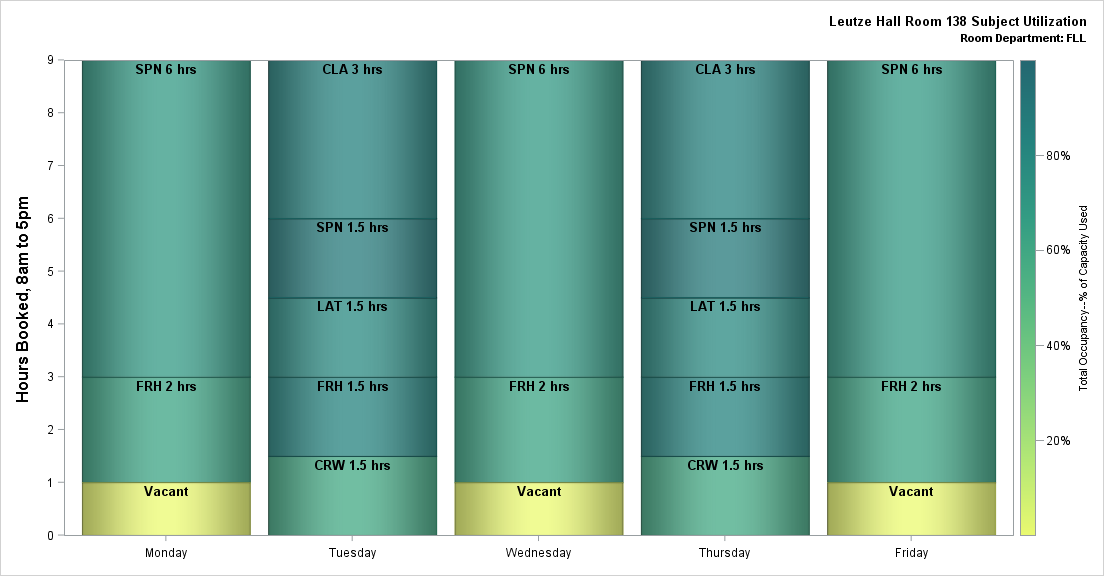 Leutze Hall Room 138 Subject Utilization
Room Department: FLL
Hours Booked, 8am to 5pm
9
8
7
6
5
4
3
2
1
0
SPN 6 hrs
FRH 2 hrs
Vacant
CLA 3 hrs
SPN 1.5 hrs
LAT 1.5 hrs
FRH 1.5 hrs
CRW 1.5 hrs
SPN 6 hrs
FRH 2 hrs
Vacant
CLA 3 hrs
SPN 1.5 hrs
LAT 1.5 hrs
FRH 1.5 hrs
CRW 1.5 hrs
SPN 6 hrs
FRH 2 hrs
Vacant
Monday
Tuesday
Wednesday
Thursday
Friday
80%
60%
40%
20%
Total Occupancy--% of Capacity Used